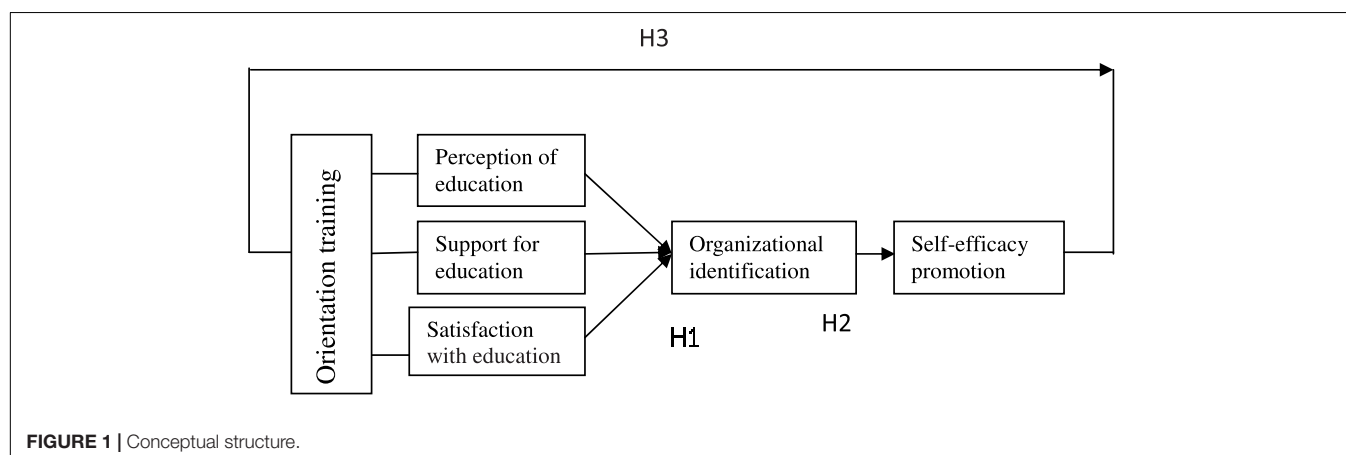 H3
Orientation training
Perception of
education
Support for
education
Satisfaction
with education
Organizational
identification
Self-efficacy
promotion
H1
H2
FIGURE 1 | Conceptual structure.